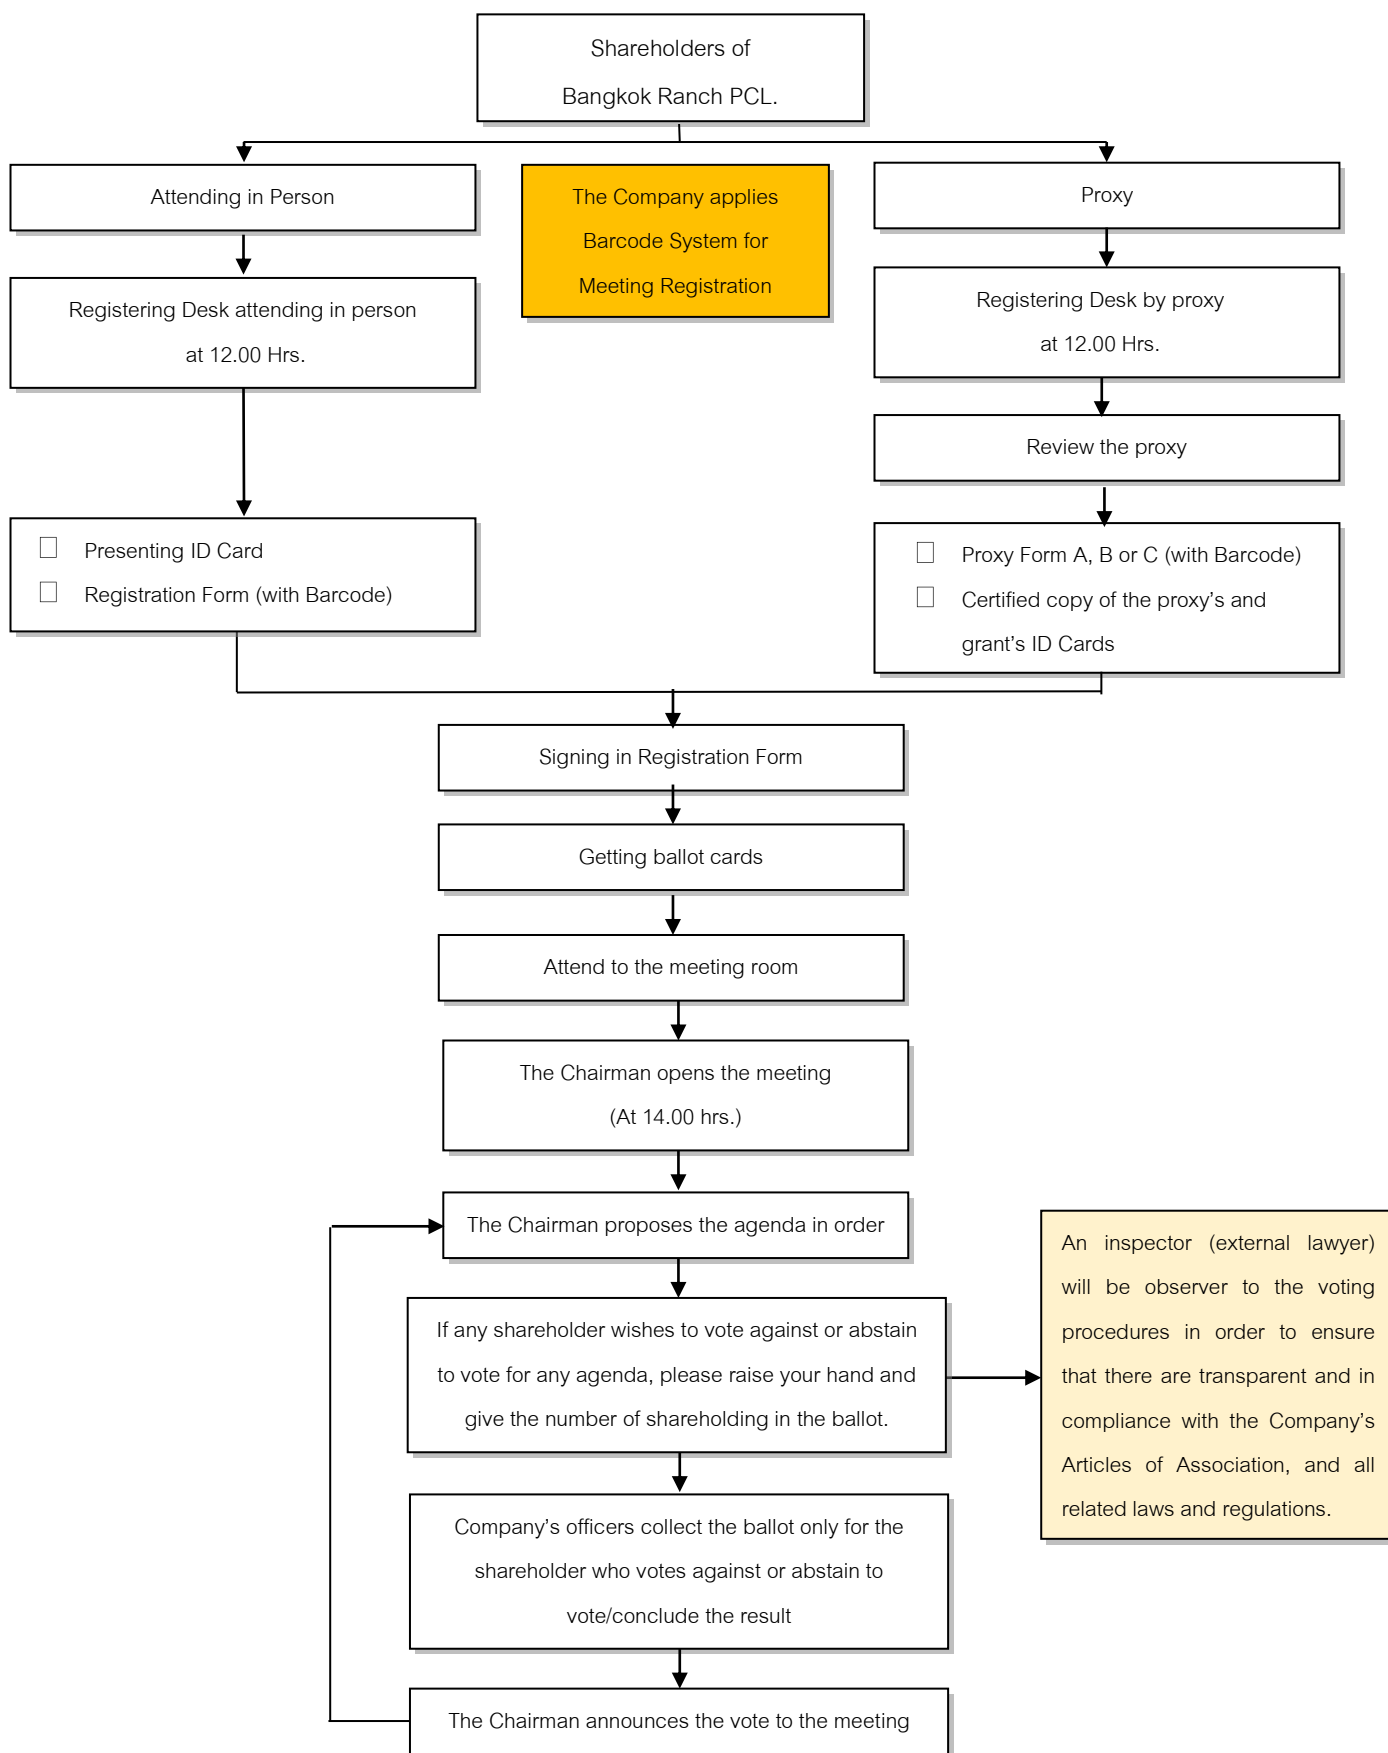 Shareholders of
Bangkok Ranch PCL.
Attending in Person
The Company applies
Barcode System for
Meeting Registration
Proxy
Registering Desk attending in person
at 12.00 Hrs.
Registering Desk by proxy
at 12.00 Hrs.
Review the proxy
Presenting ID Card
Registration Form (with Barcode)
Proxy Form A, B or C (with Barcode)
Certified copy of the proxy’s and
grant’s ID Cards
Signing in Registration Form
Getting ballot cards
Attend to the meeting room
The Chairman opens the meeting
(At 14.00 hrs.)
The Chairman proposes the agenda in order
If any shareholder wishes to vote against or abstain
to vote for any agenda, please raise your hand and
give the number of shareholding in the ballot.
An inspector (external lawyer)
will be observer to the voting
procedures in order to ensure
that there are transparent and in
compliance with the Company’s
Articles of Association, and all
related laws and regulations.
Company’s officers collect the ballot only for the
shareholder who votes against or abstain to
vote/conclude the result
The Chairman announces the vote to the meeting